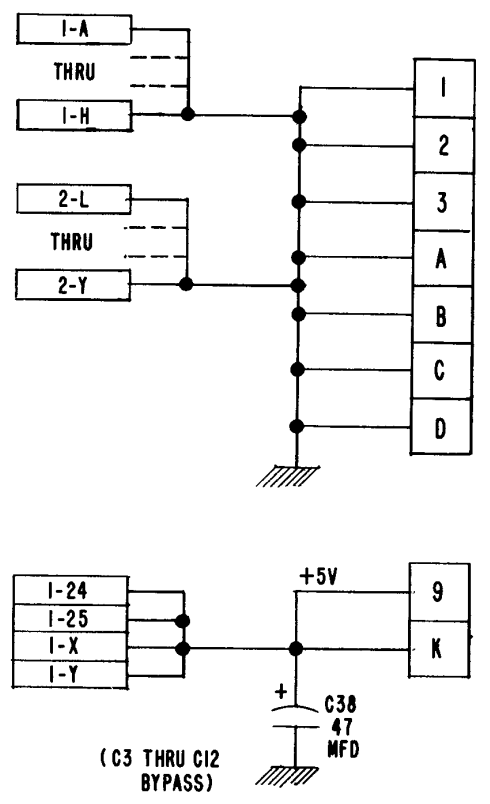 1-A
THRU
1-H
2-L
THRU
2-Y
1
2
3
A
B
C
D
1-24
1-25
1-X
1-Y
+5V
9
K
+
C38
47
MFD
(C3 THRU C12
BYPASS)